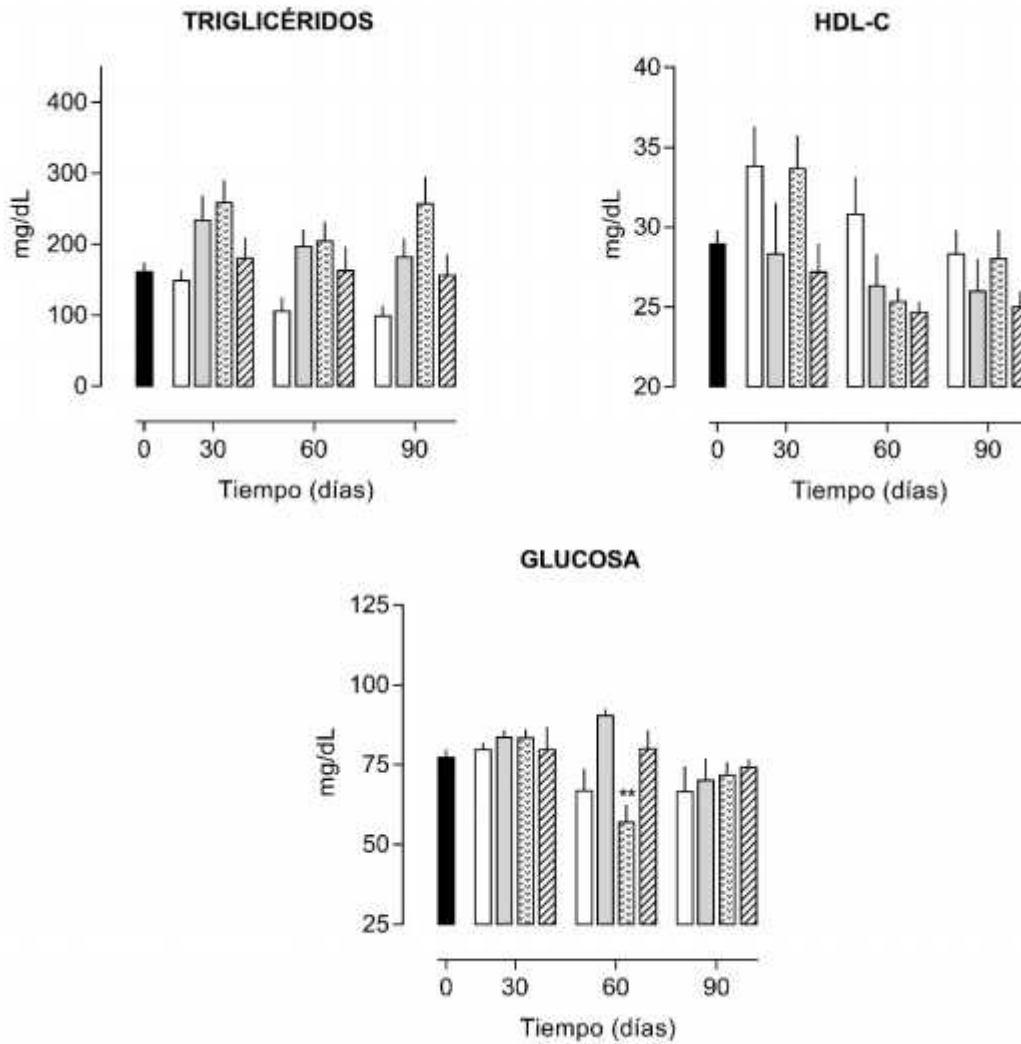 TRIGLICÉRIDOS
400
300
200
100
0
mg/dL
0 30 60 90
Tiempo (días)
HDL-C
40
35
30
25
20
mg/dL
0 30 60 90
Tiempo (días)
GLUCOSA
125
100
75
50
25
mg/dL
**
0 30 60 90
Tiempo (días)